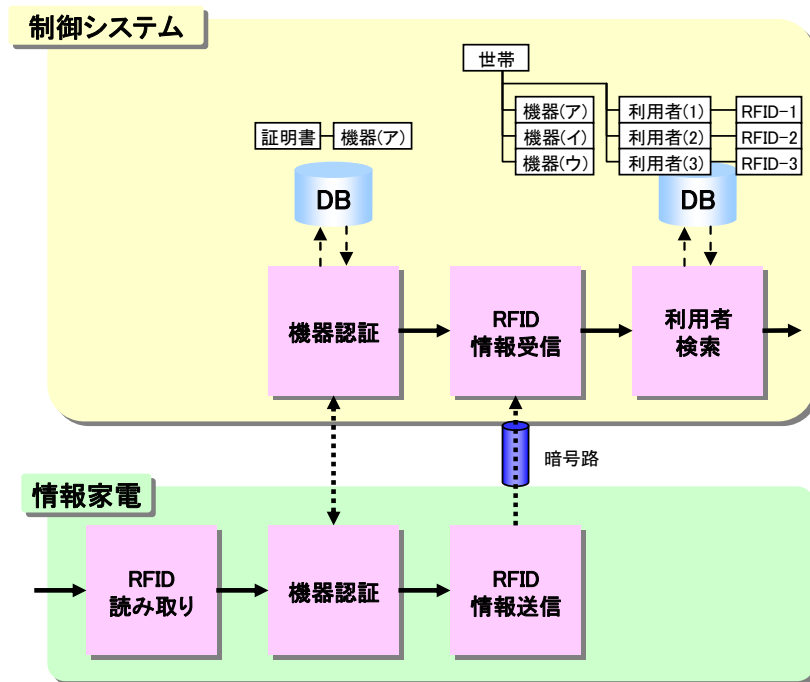 制御システム
世帯
機器(ア)
機器(イ)
機器(ウ)
利用者(1)
利用者(2)
利用者(3)
RFID-1
RFID-2
RFID-3
証明書
機器(ア)
DB
DB
機器認証
RFID
情報受信
利用者
検索
暗号路
情報家電
RFID
読み取り
機器認証
RFID
情報送信